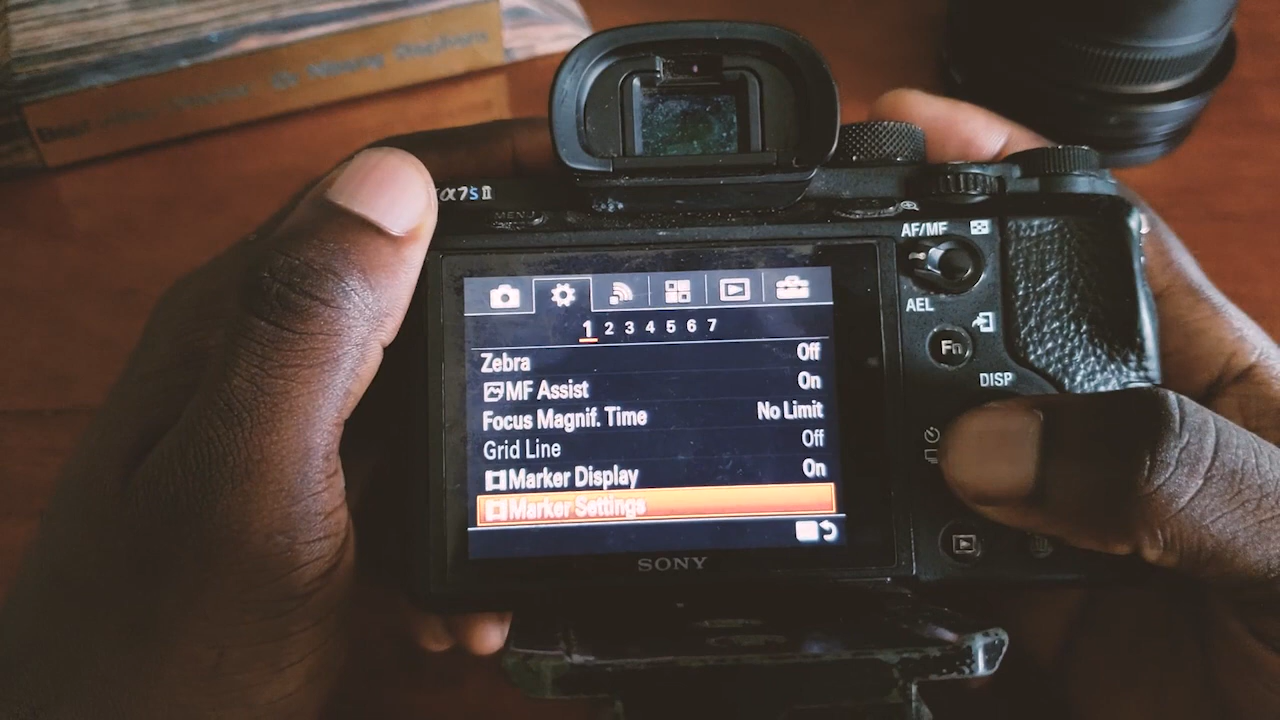 α7SII
MENU
AF/MF
AEL
1 2 3 4 5 6 7
Zebra Off
Fn
MF Assist On
DISP
Focus Magnif. Time No Limit
Grid Line Off
Marker Display On
Marker Settings
SONY